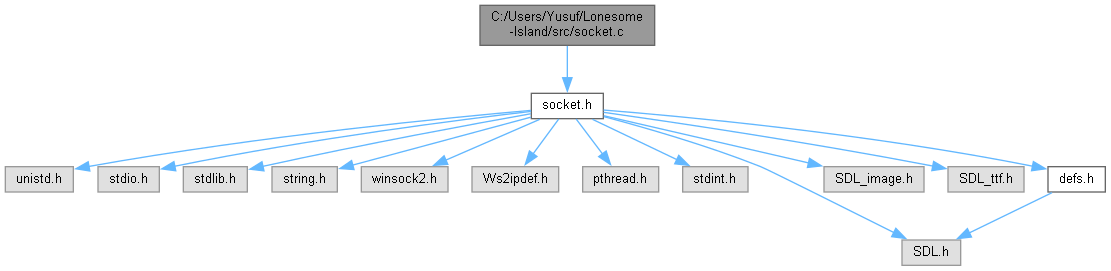 C:/Users/Yusuf/Lonesome
-Island/src/socket.c
socket.h
unistd.h
stdio.h
stdlib.h
string.h
winsock2.h
Ws2ipdef.h
pthread.h
stdint.h
SDL_image.h
SDL_ttf.h
defs.h
SDL.h